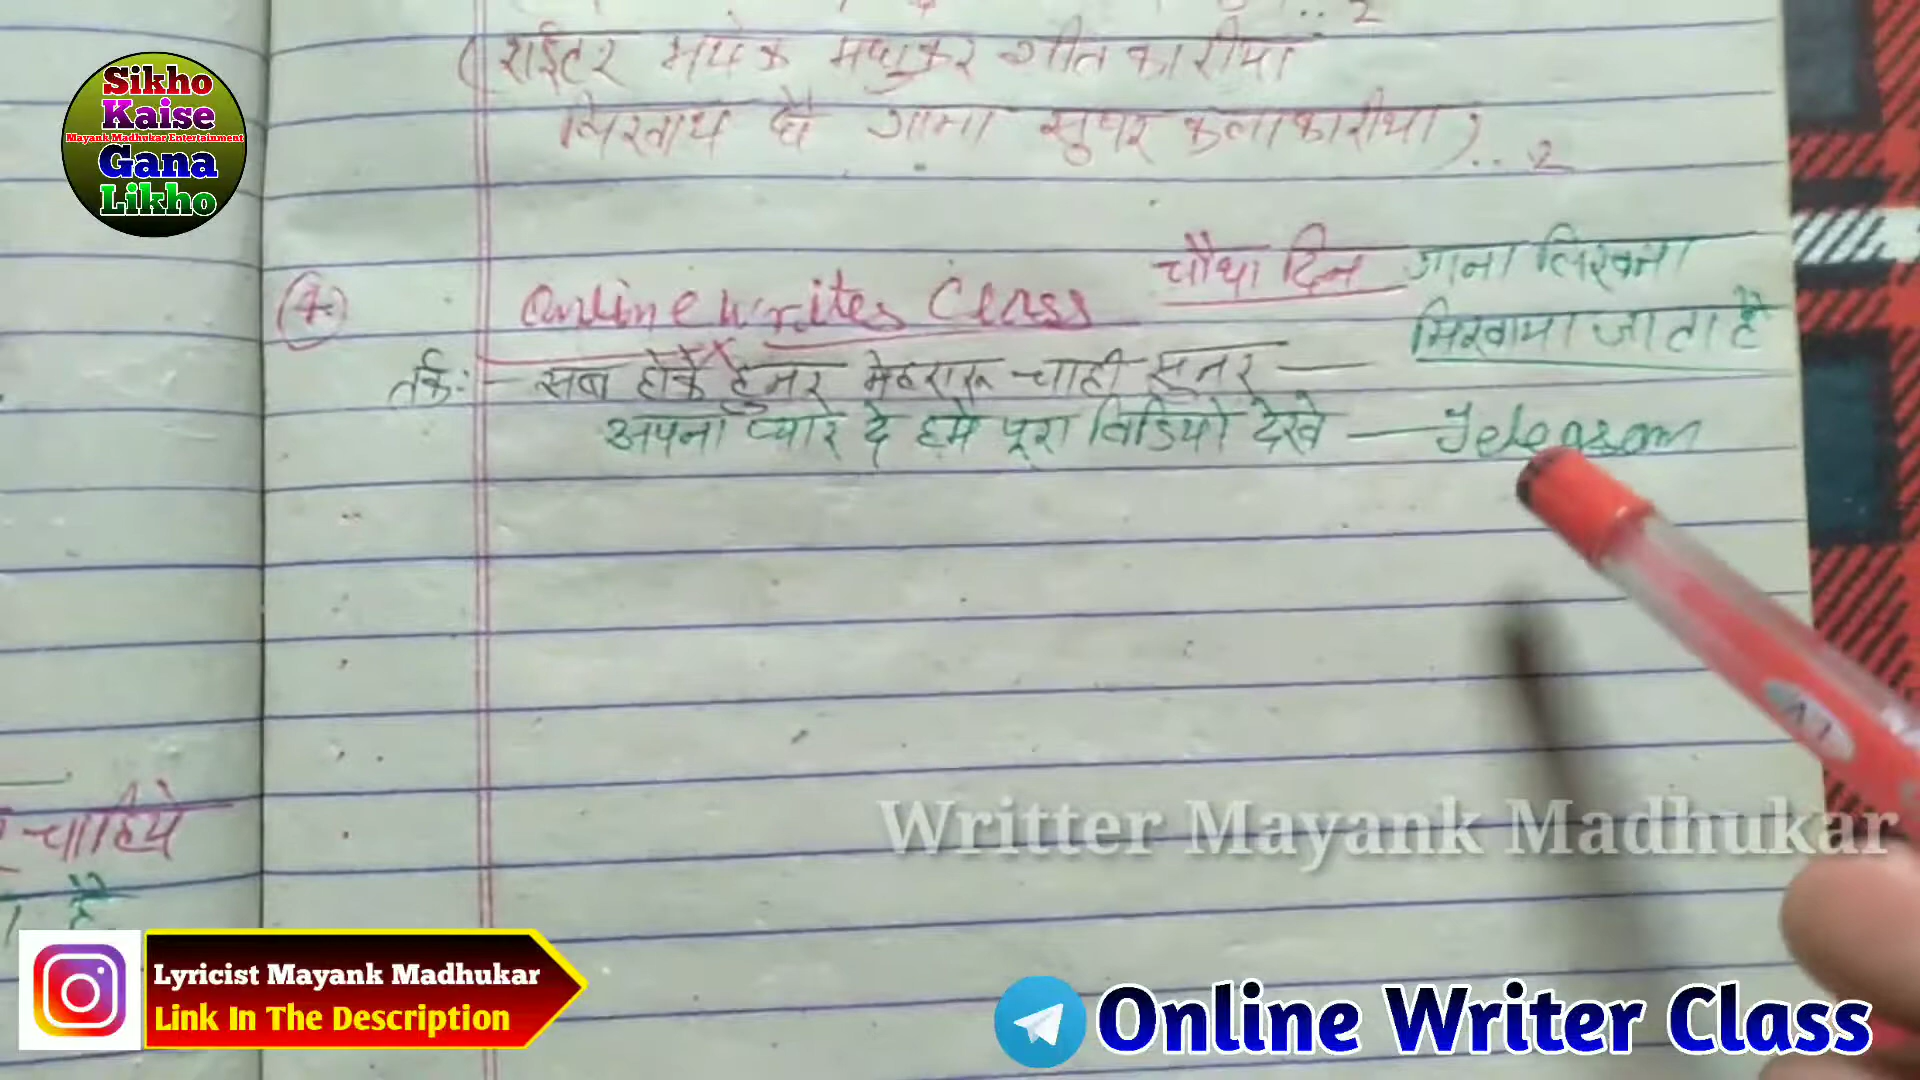 Sikho
Kaise
Mayank Madhukar Entertainment
Gana
Likho
(राईटर मयंक मधुकर गीतकारीया
लिखाय दे गाना सुपर कलाकारीया)..2
(4) Online Writes Class चौथा दिन गाना लिखना
सिखाया जाता है
तर्क:- सब होके हुनर मेहरारू चाही सुनर —
अपना प्यार दे हमे पूरा विडियो देखे —
चाहिये
है
Writter Mayank Madhukar
Lyricist Mayank Madhukar
Link In The Description
Online Writer Class